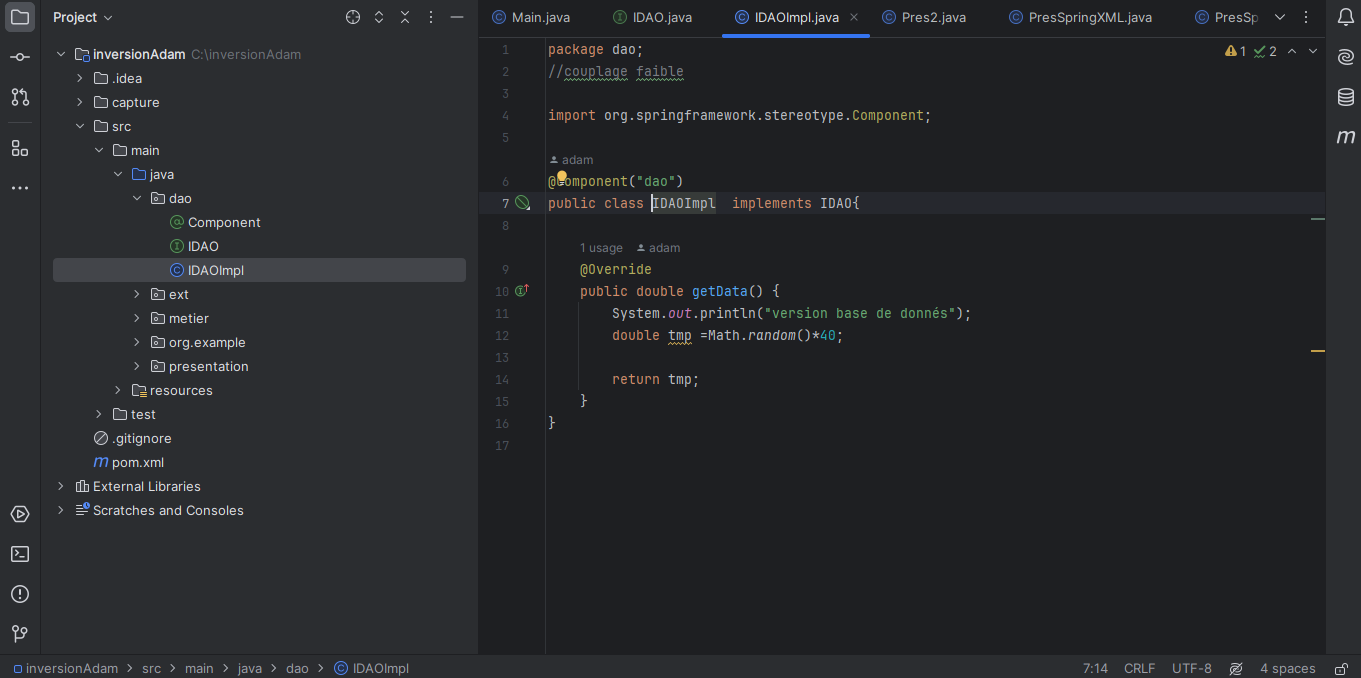 Project
Main.java
IDAO.java
IDAOImpl.java
Pres2.java
PresSpringXML.java
PresSp
inversionAdam C:\inversionAdam
.idea
capture
src
main
java
dao
Component
IDAO
IDAOImpl
ext
metier
org.example
presentation
resources
test
.gitignore
pom.xml
External Libraries
Scratches and Consoles
1 2
1 package dao;
2 //couplage faible
3
4 import org.springframework.stereotype.Component;
5
adam
6 @Component("dao")
7 public class IDAOImpl  implements IDAO{
8
1 usage adam
9 @Override
10 public double getData() {
11 System.out.println("version base de donnés");
12 double tmp =Math.random()*40;
13
14 return tmp;
15 }
16 }
17
inversionAdam > src > main > java > dao > IDAOImpl
7:14 CRLF UTF-8 4 spaces